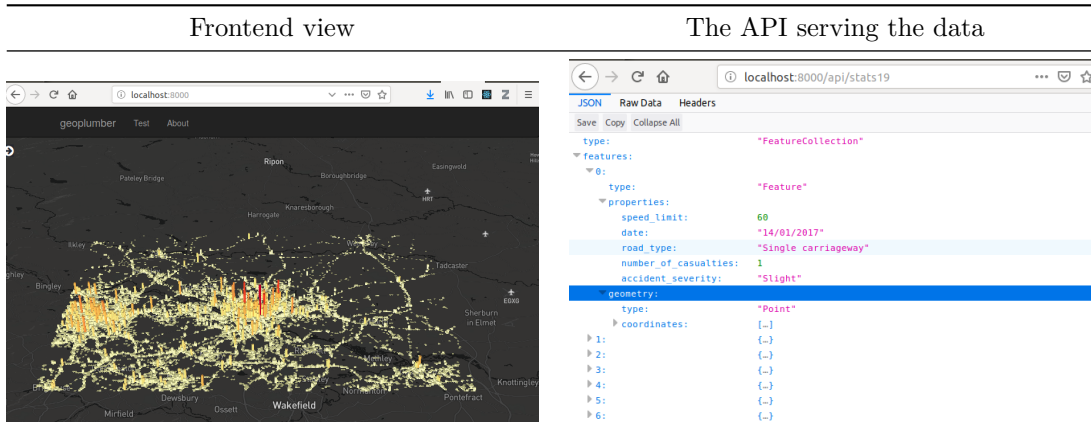 Frontend view
The API serving the data
localhost:8000
geoplumber Test About
Ripon
Easingwold
Pateley Bridge
Boroughbridge
HRT
Knaresborough
Harrogate
Ilkley
Tadcaster
Bingley
EGXG
Sherburn
in Elmet
Methley
Knottingley
Dewsbury
Pontefract
Wakefield
Ossett
Mirfield
localhost:8000/api/stats19
JSON Raw Data Headers
Save Copy Collapse All
type: "FeatureCollection"
features:
0:
type: "Feature"
properties:
speed_limit: 60
date: "14/01/2017"
road_type: "Single carriageway"
number_of_casualties: 1
accident_severity: "Slight"
geometry:
type: "Point"
coordinates: […]
1: {…}
2: {…}
3: {…}
4: {…}
5: {…}
6: {…}